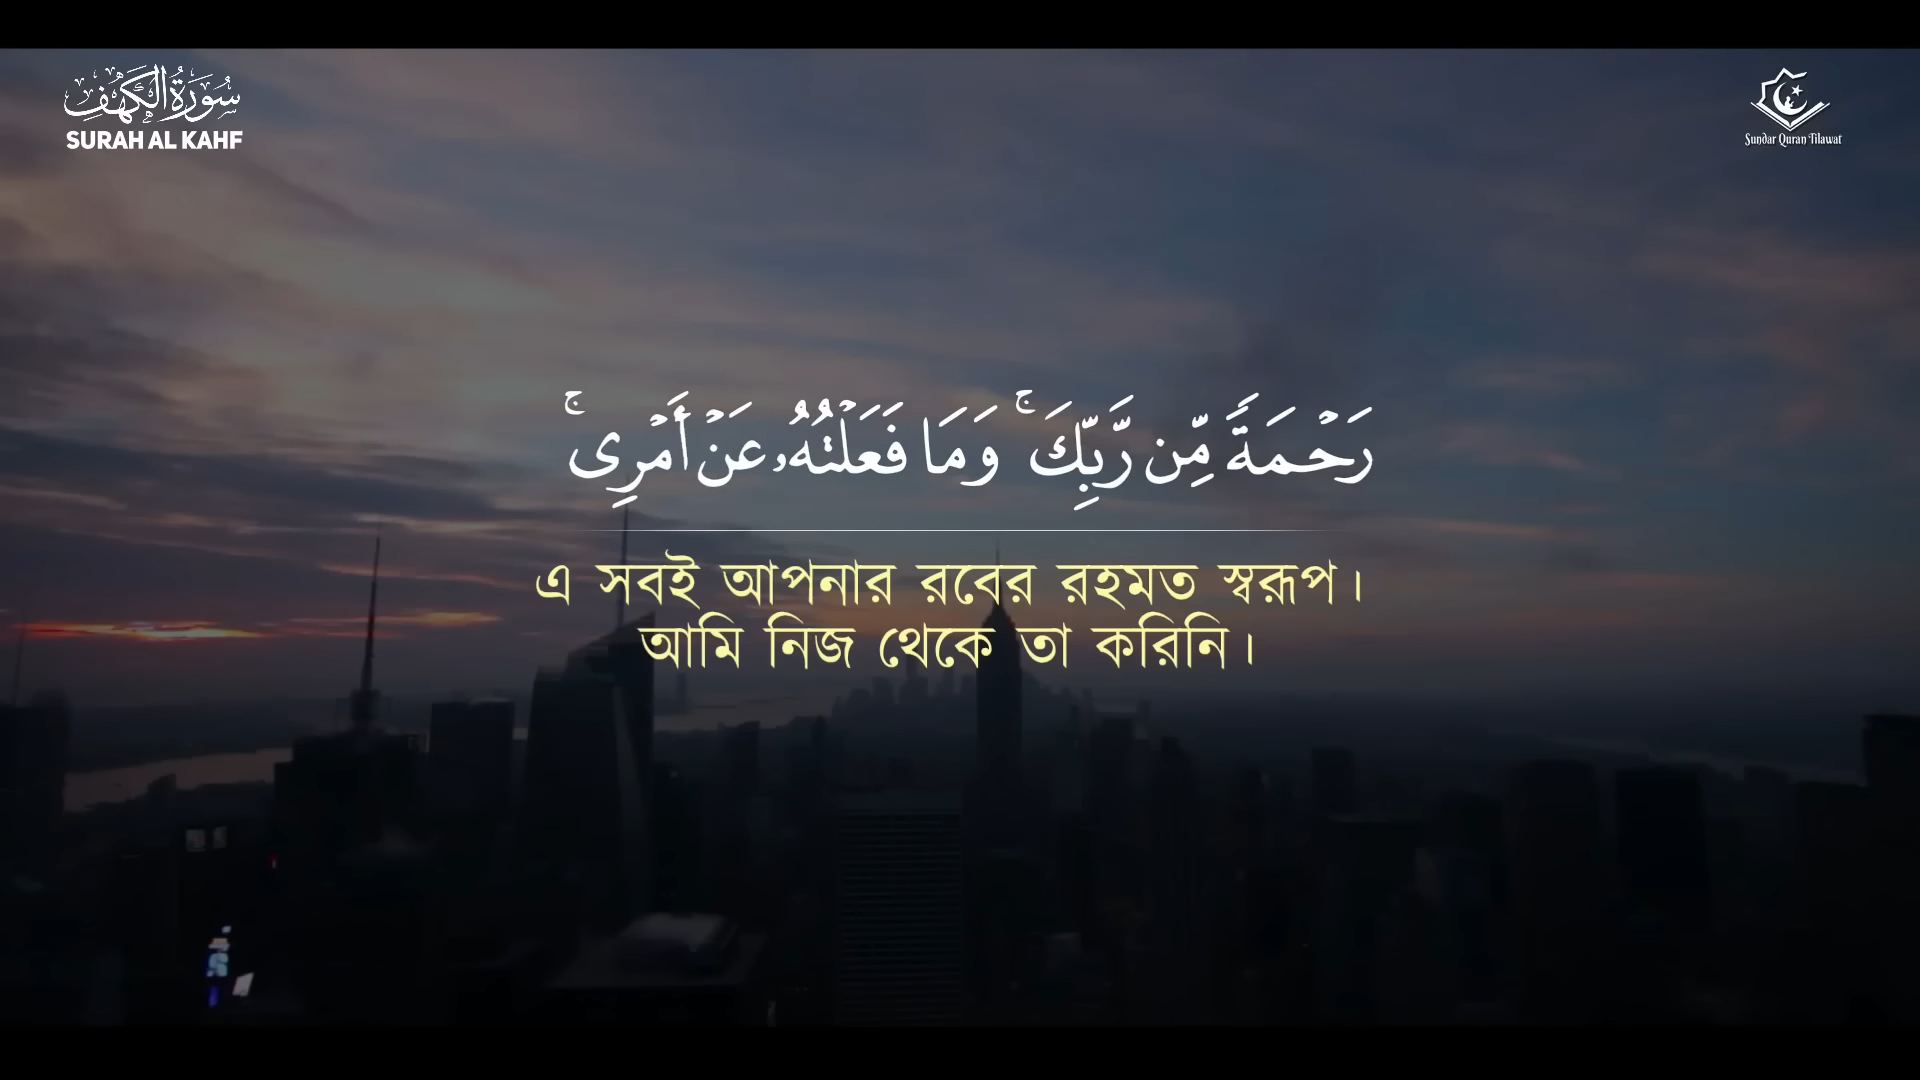 سُورَةُ الْكَهْفِ
SURAH AL KAHF
Sundar Quran Tilawat
رَحْمَةً مِّن رَّبِّكَ ۚ وَمَا فَعَلْتُهُۥ عَنْ أَمْرِى ۚ
এ সবই আপনার রবের রহমত স্বরূপ।
আমি নিজ থেকে তা করিনি।